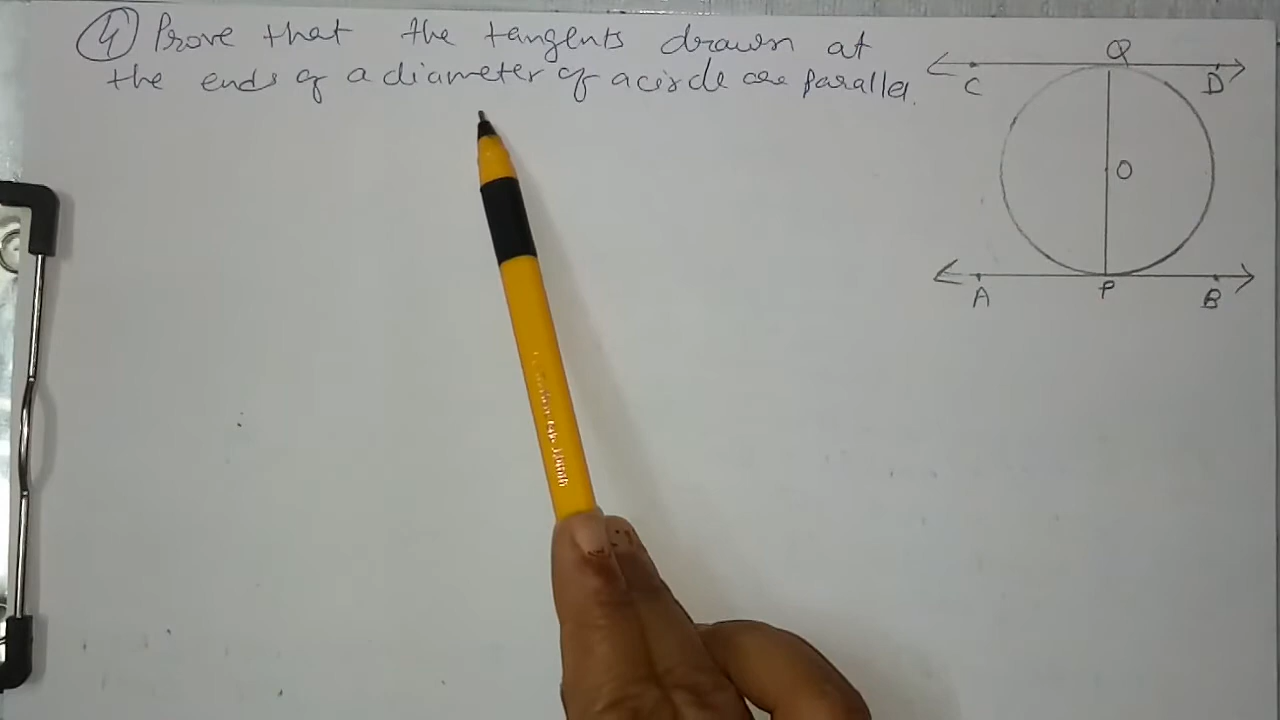 (4) Prove that the tangents drawn at
the ends of a diameter of a circle are parallel.
Q
C
D
O
A
P
B